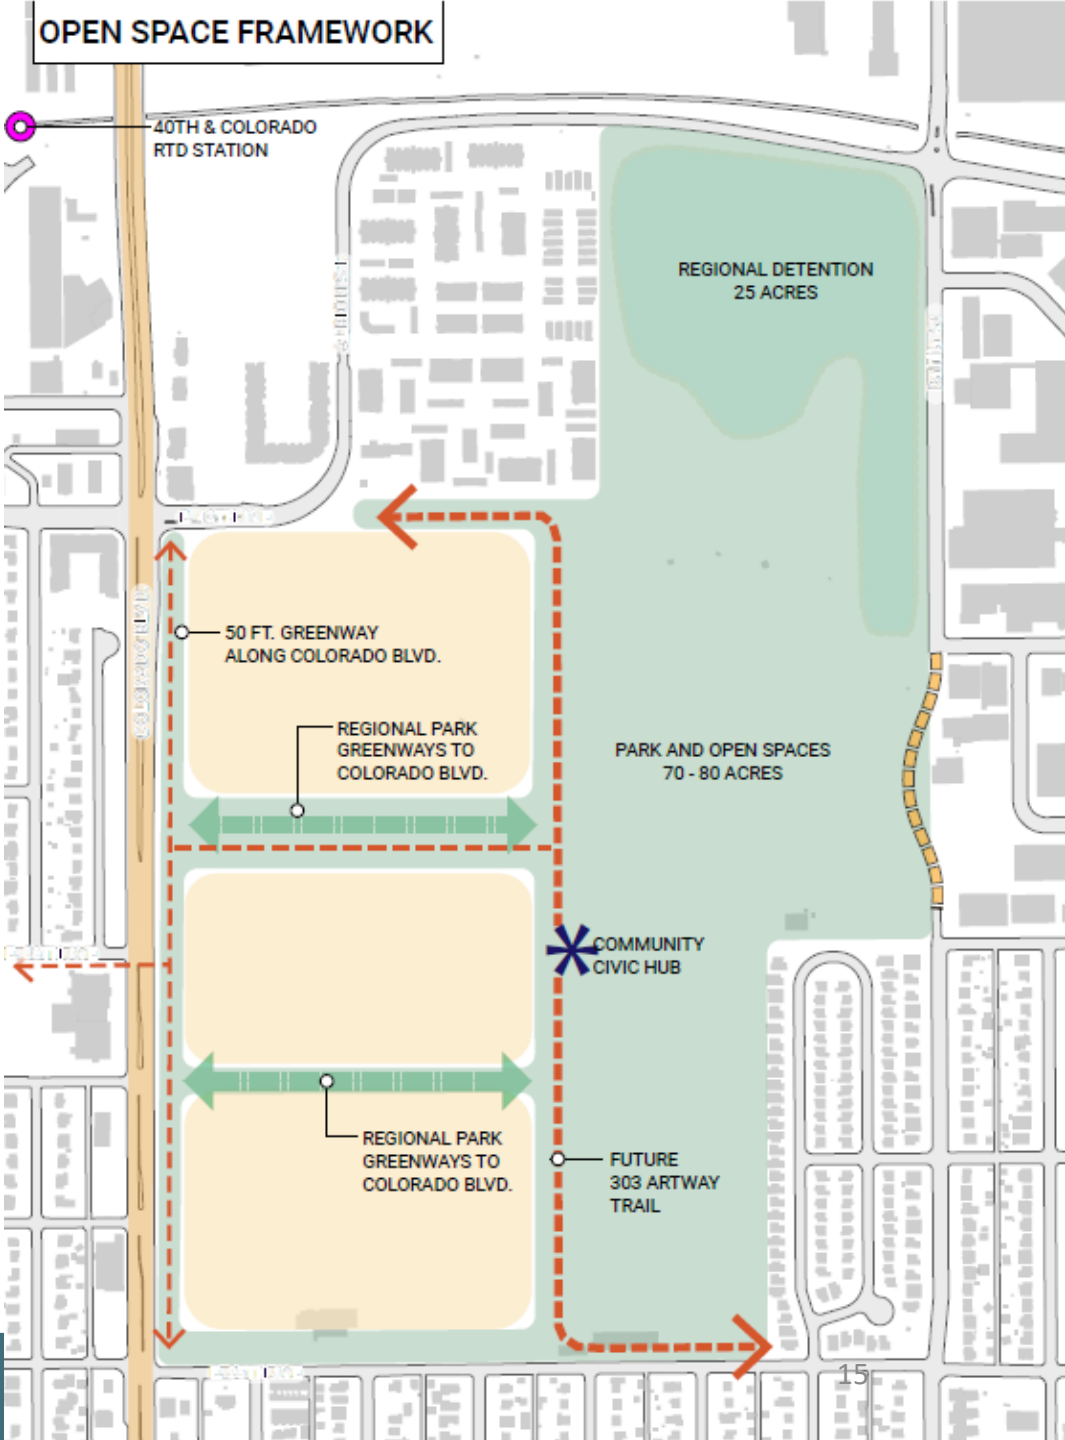 OPEN SPACE FRAMEWORK
40TH & COLORADO
RTD STATION
REGIONAL DETENTION
25 ACRES
COLORADO BLVD
50 FT. GREENWAY
ALONG COLORADO BLVD.
REGIONAL PARK
GREENWAYS TO
COLORADO BLVD.
PARK AND OPEN SPACES
70 - 80 ACRES
COMMUNITY
CIVIC HUB
REGIONAL PARK
GREENWAYS TO
COLORADO BLVD.
FUTURE
303 ARTWAY
TRAIL
15